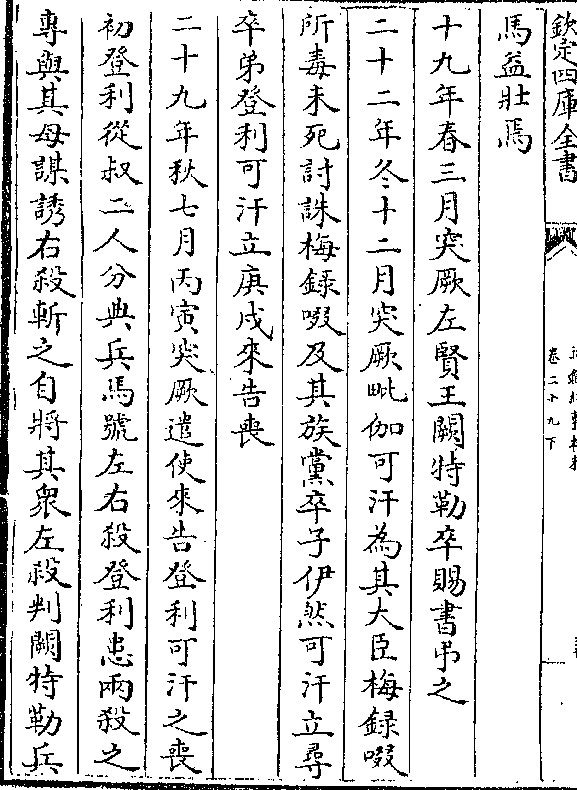 欽定四庫全書
卷二十九下
馬益壯焉
十九年春三月突厥左賢王闕特勒卒賜書弔之
二十二年冬十二月突厥毗伽可汗為其大臣梅録啜
所毒未死討誅梅録啜及其族黨卒子伊然可汗立尋
卒弟登利可汗立庚戌來告喪
二十九年秋七月丙寅突厥遣使來告登利可汗之喪
初登利從叔二人分典兵馬號左右殺登利患兩殺之
專與其母謀誘右殺斬之自將其衆左殺判闕特勒兵